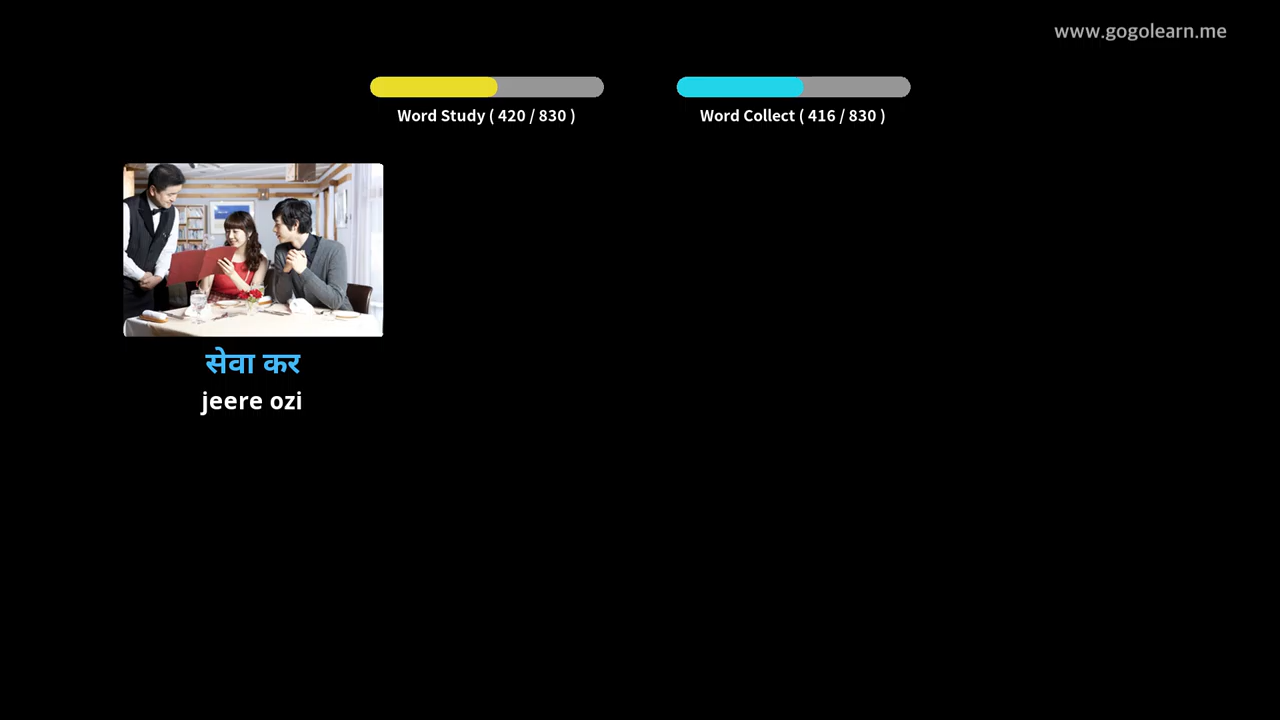 www.gogolearn.me
Word Study ( 420 / 830 )
Word Collect ( 416 / 830 )
सेवा कर
jeere ozi